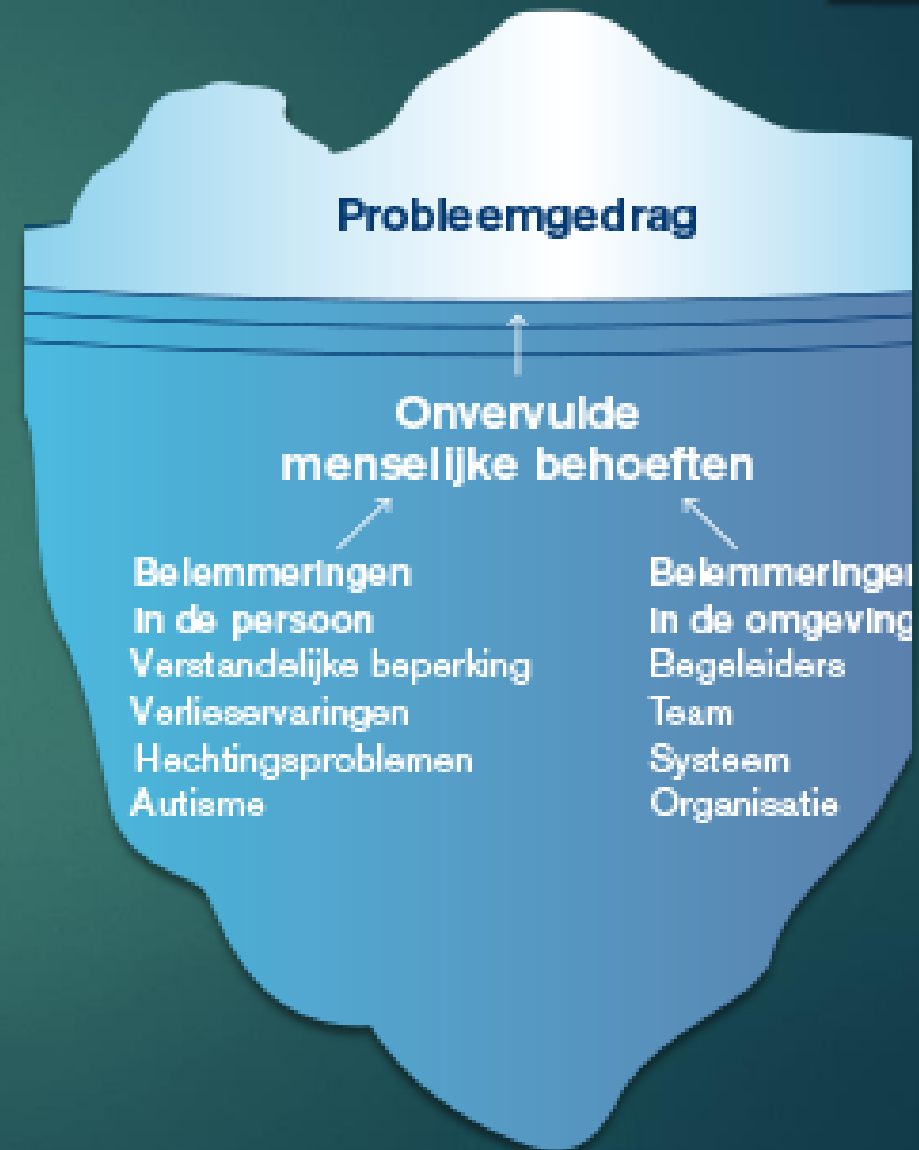 Probleemgedrag
Onvervulde
menselijke behoeften
Belemmeringen
in de persoon
Verstandelijke beperking
Verlieservaringen
Hechtingsproblemen
Autisme
Belemmeringen
in de omgeving
Begeleiders
Team
Systeem
Organisatie